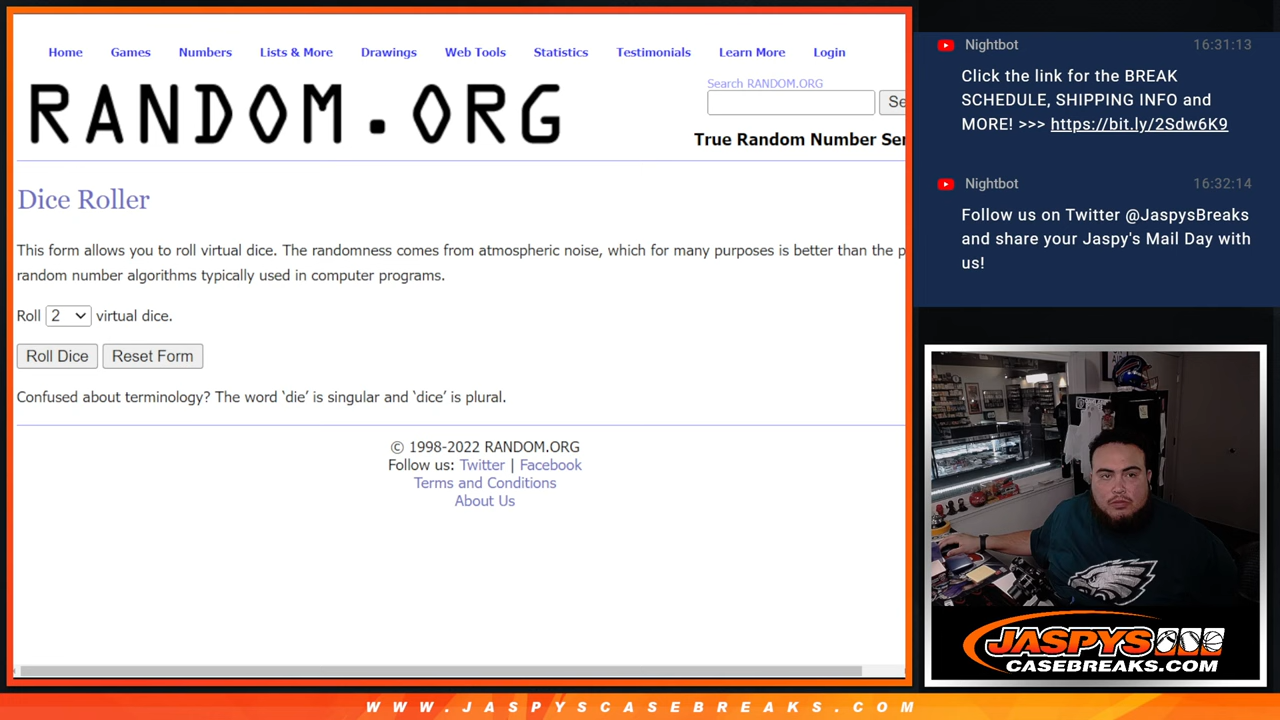 Home Games Numbers Lists & More Drawings Web Tools Statistics Testimonials Learn More Login
RANDOM.ORG
Search RANDOM.ORG
Se
True Random Number Ser
Dice Roller
This form allows you to roll virtual dice. The randomness comes from atmospheric noise, which for many purposes is better than the p
random number algorithms typically used in computer programs.
Roll 2 virtual dice.
Roll Dice Reset Form
Confused about terminology? The word ‘die’ is singular and ‘dice’ is plural.
© 1998-2022 RANDOM.ORG
Follow us: Twitter | Facebook
Terms and Conditions
About Us
Nightbot 16:31:13
Click the link for the BREAK
SCHEDULE, SHIPPING INFO and
MORE! >>> https://bit.ly/2Sdw6K9
Nightbot 16:32:14
Follow us on Twitter @JaspysBreaks
and share your Jaspy's Mail Day with
us!
JASPYS
CASEBREAKS.COM
WWW.JASPYSCASEBREAKS.COM